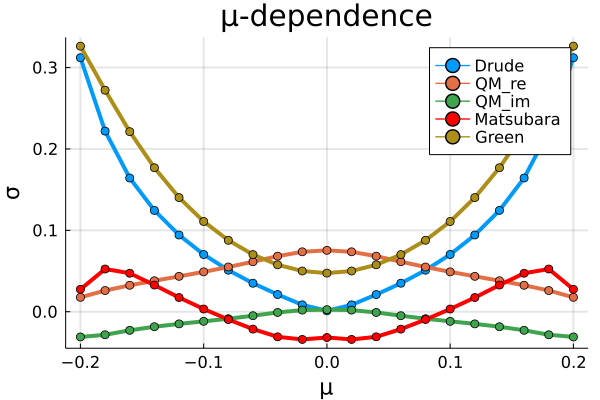 μ-dependence
Drude
QM_re
QM_im
Matsubara
Green
σ
0.3
0.2
0.1
0.0
−0.2 −0.1 0.0 0.1 0.2
μ